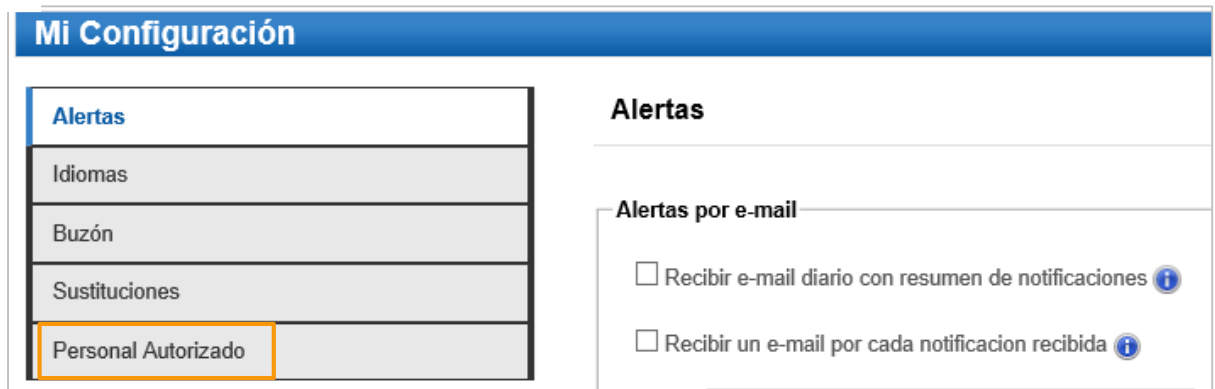 Mi Configuración
Alertas
Idiomas
Buzón
Sustituciones
Personal Autorizado
Alertas
Alertas por e-mail
Recibir e-mail diario con resumen de notificaciones
Recibir un e-mail por cada notificacion recibida